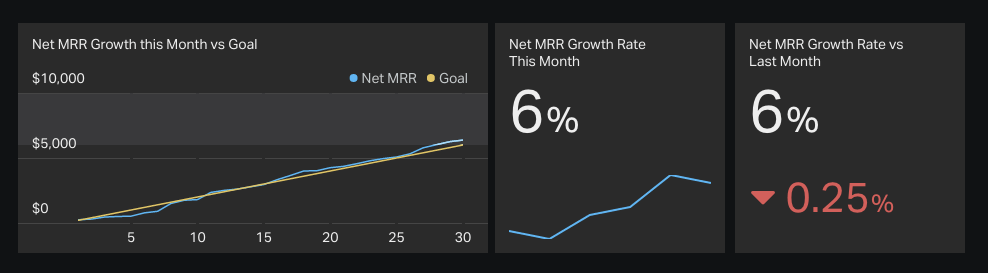 Net MRR Growth this Month vs Goal
$10,000
Net MRR
Goal
$5,000
$0
5 10 15 20 25 30
Net MRR Growth Rate
This Month
6%
Net MRR Growth Rate vs
Last Month
6%
0.25%